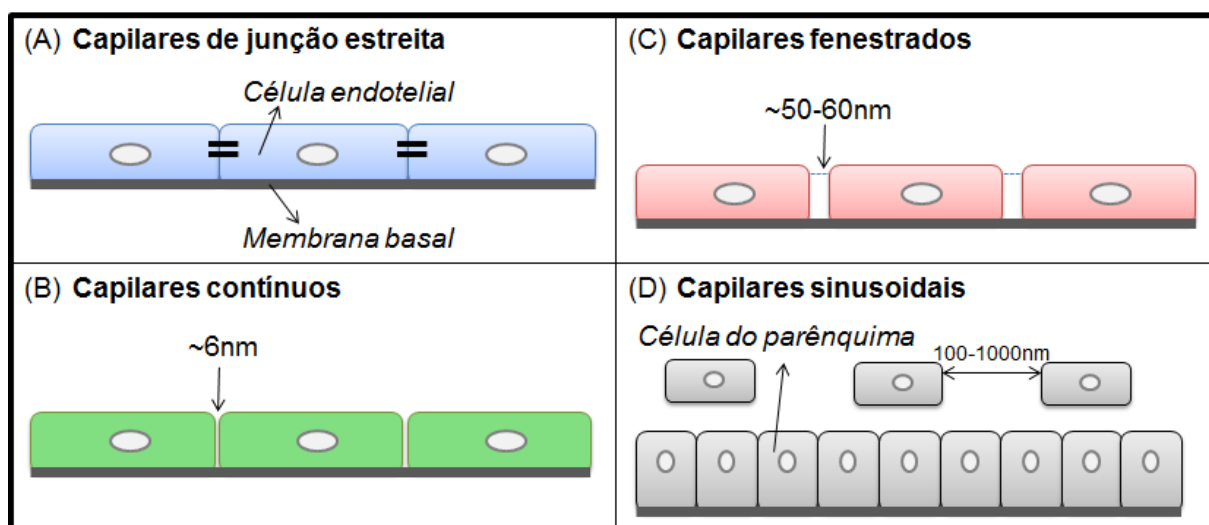 (A) Capilares de junção estreita
Célula endotelial
= =
Membrana basal
(B) Capilares contínuos
~6nm
(C) Capilares fenestrados
~50-60nm
(D) Capilares sinusoidais
Célula do parênquima
100-1000nm